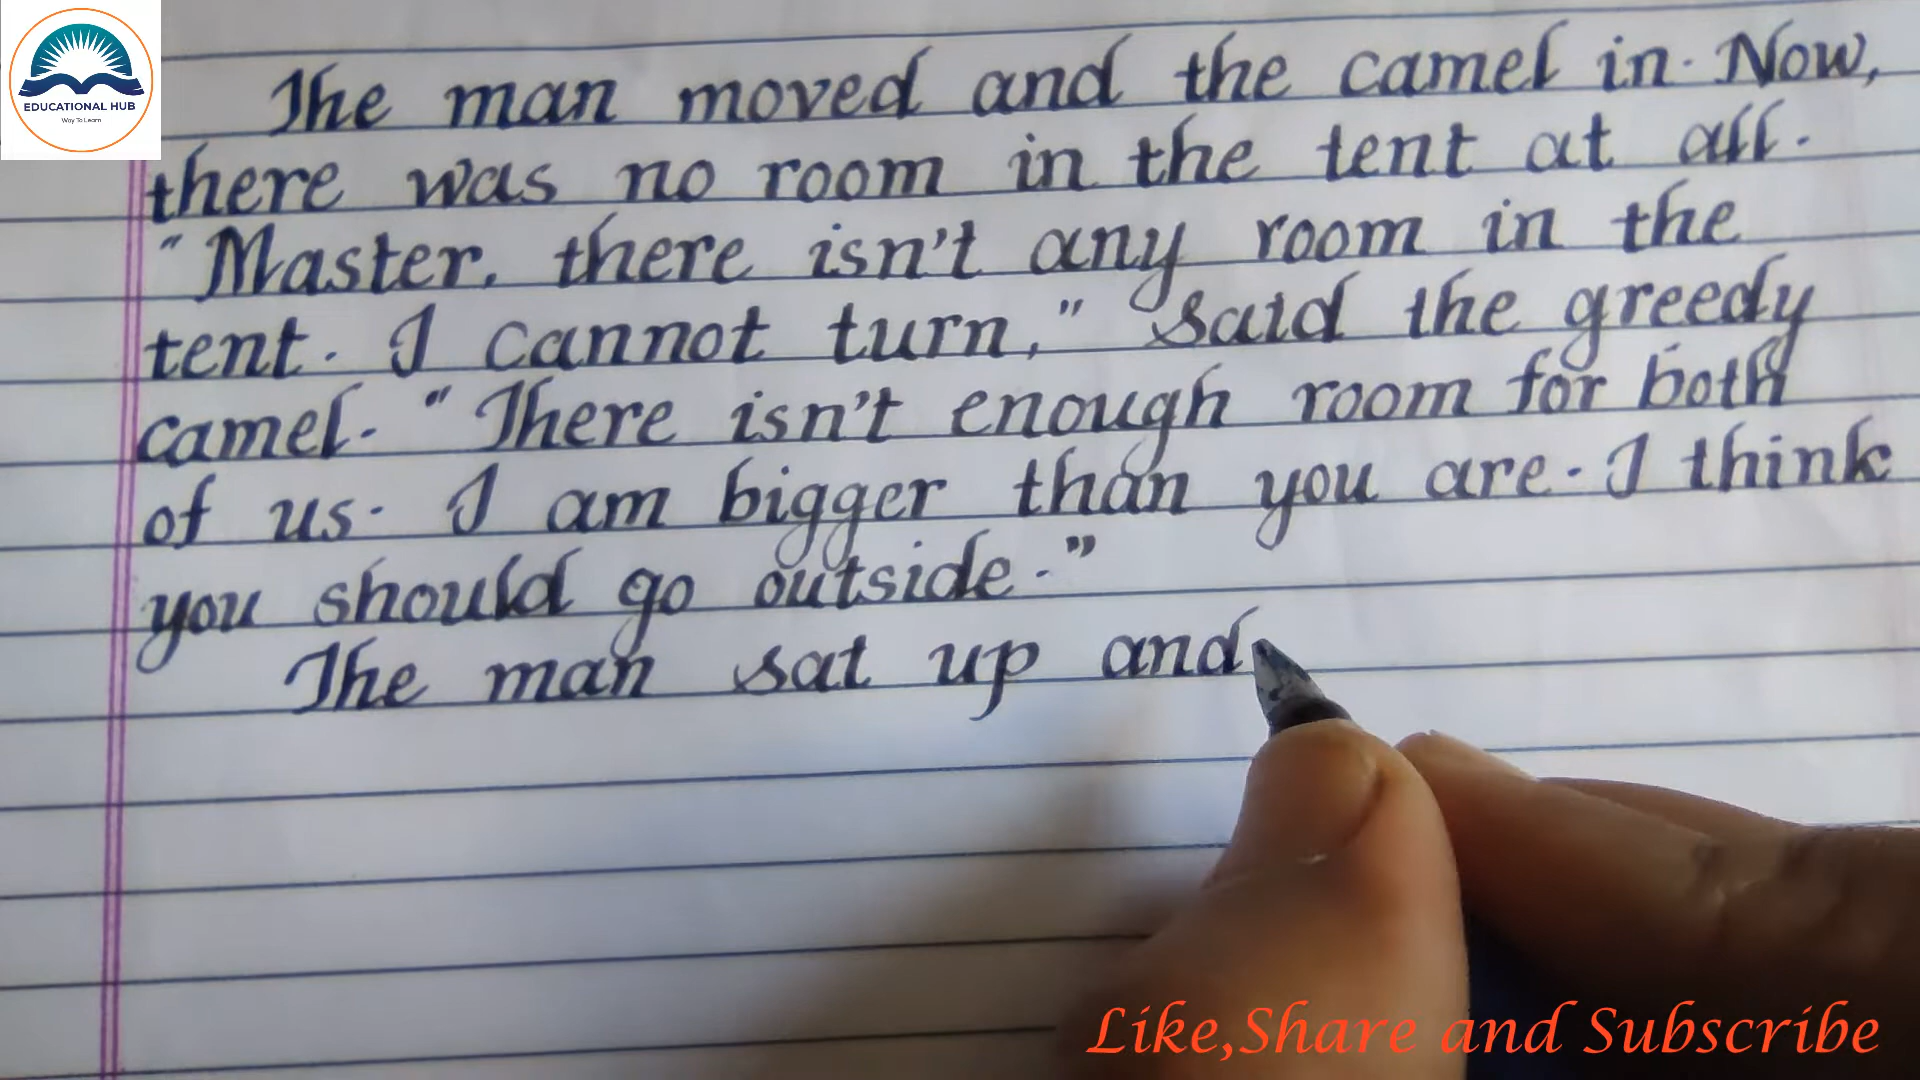 EDUCATIONAL HUB
Way To Learn
The man moved and the camel in. Now,
there was no room in the tent at all.
"Master, there isn't any room in the
tent. I cannot turn," said the greedy
camel. "There isn't enough room for both
of us. I am bigger than you are. I think
you should go outside."
The man sat up and
Like,Share and Subscribe